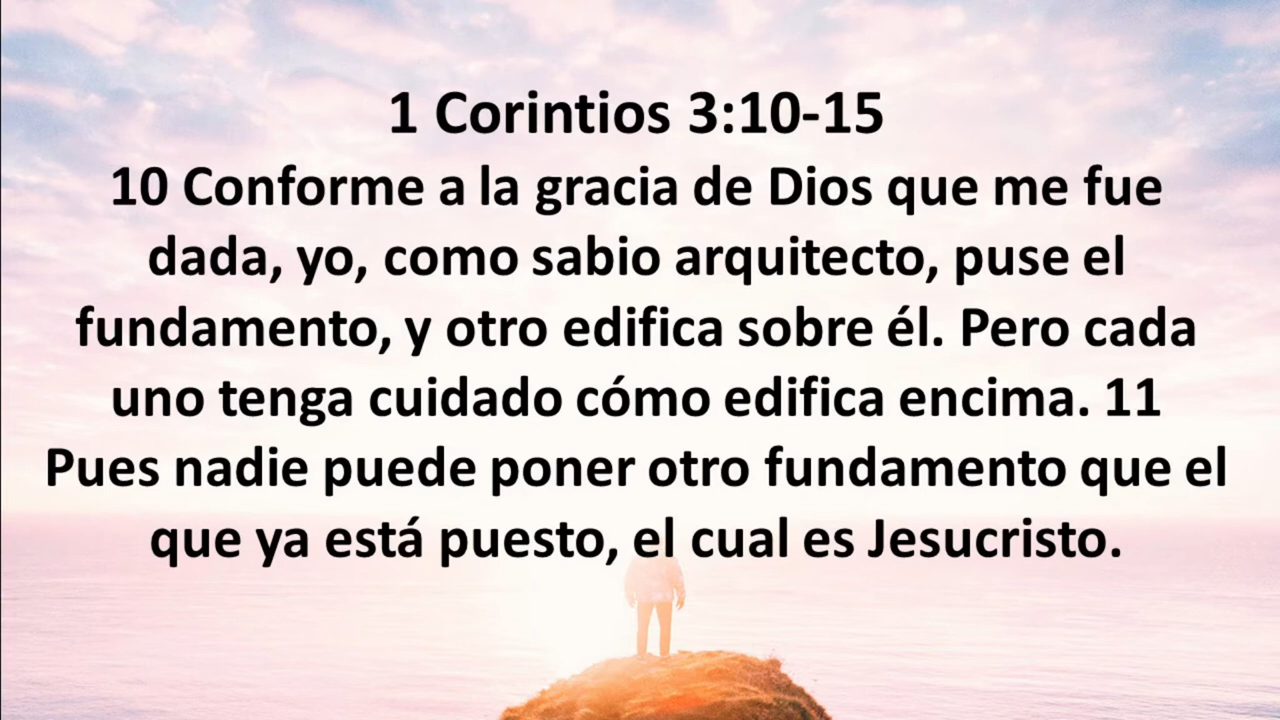 1 Corintios 3:10-15
10 Conforme a la gracia de Dios que me fue
dada, yo, como sabio arquitecto, puse el
fundamento, y otro edifica sobre él. Pero cada
uno tenga cuidado cómo edifica encima. 11
Pues nadie puede poner otro fundamento que el
que ya está puesto, el cual es Jesucristo.